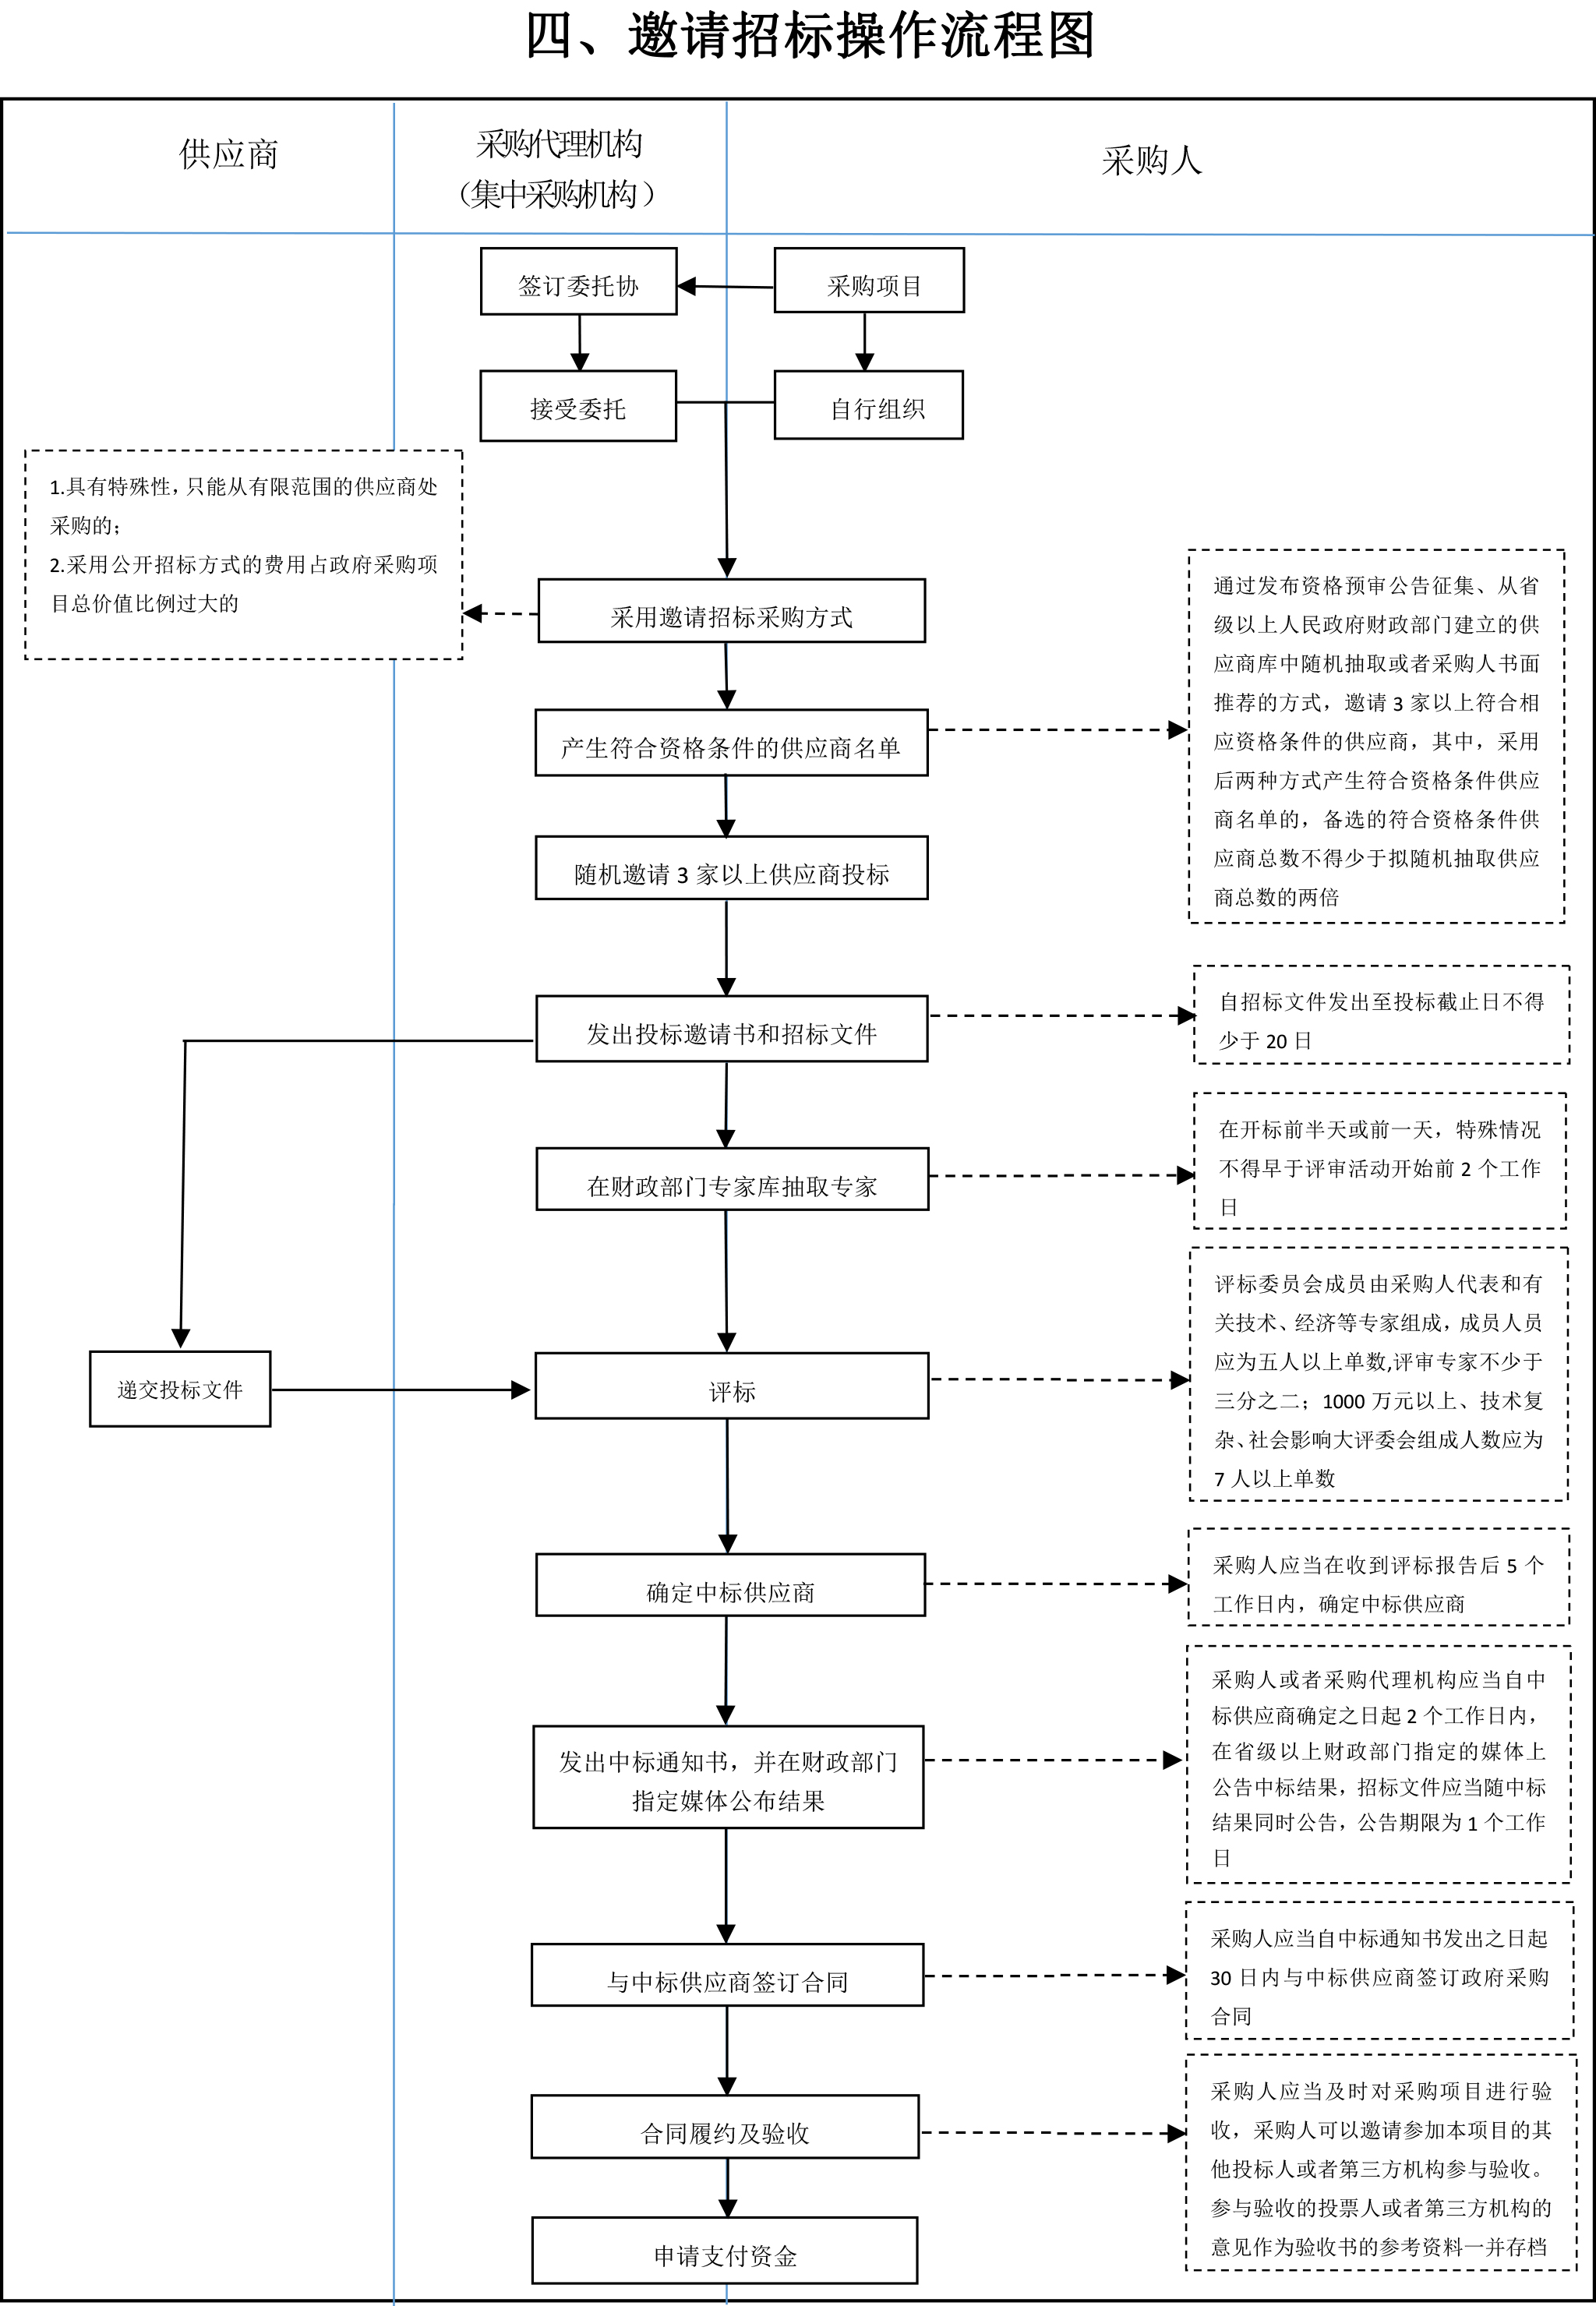 四、邀请招标操作流程图
供应商
采购代理机构
（集中采购机构）
采购人
签订委托协
采购项目
接受委托
自行组织
1.具有特殊性，只能从有限范围的供应商处
采购的；
2.采用公开招标方式的费用占政府采购项
目总价值比例过大的
采用邀请招标采购方式
通过发布资格预审公告征集、从省
级以上人民政府财政部门建立的供
应商库中随机抽取或者采购人书面
推荐的方式，邀请 3 家以上符合相
应资格条件的供应商，其中，采用
后两种方式产生符合资格条件供应
商名单的，备选的符合资格条件供
应商总数不得少于拟随机抽取供应
商总数的两倍
产生符合资格条件的供应商名单
随机邀请 3 家以上供应商投标
发出投标邀请书和招标文件
自招标文件发出至投标截止日不得
少于 20 日
在财政部门专家库抽取专家
在开标前半天或前一天，特殊情况
不得早于评审活动开始前 2 个工作
日
递交投标文件
评标
评标委员会成员由采购人代表和有
关技术、经济等专家组成，成员人员
应为五人以上单数,评审专家不少于
三分之二；1000 万元以上、技术复
杂、社会影响大评委会组成人数应为
7 人以上单数
确定中标供应商
采购人应当在收到评标报告后 5 个
工作日内，确定中标供应商
发出中标通知书，并在财政部门
指定媒体公布结果
采购人或者采购代理机构应当自中
标供应商确定之日起 2 个工作日内，
在省级以上财政部门指定的媒体上
公告中标结果，招标文件应当随中标
结果同时公告，公告期限为 1 个工作
日
与中标供应商签订合同
采购人应当自中标通知书发出之日起
30 日内与中标供应商签订政府采购
合同
合同履约及验收
采购人应当及时对采购项目进行验
收，采购人可以邀请参加本项目的其
他投标人或者第三方机构参与验收。
参与验收的投票人或者第三方机构的
意见作为验收书的参考资料一并存档
申请支付资金